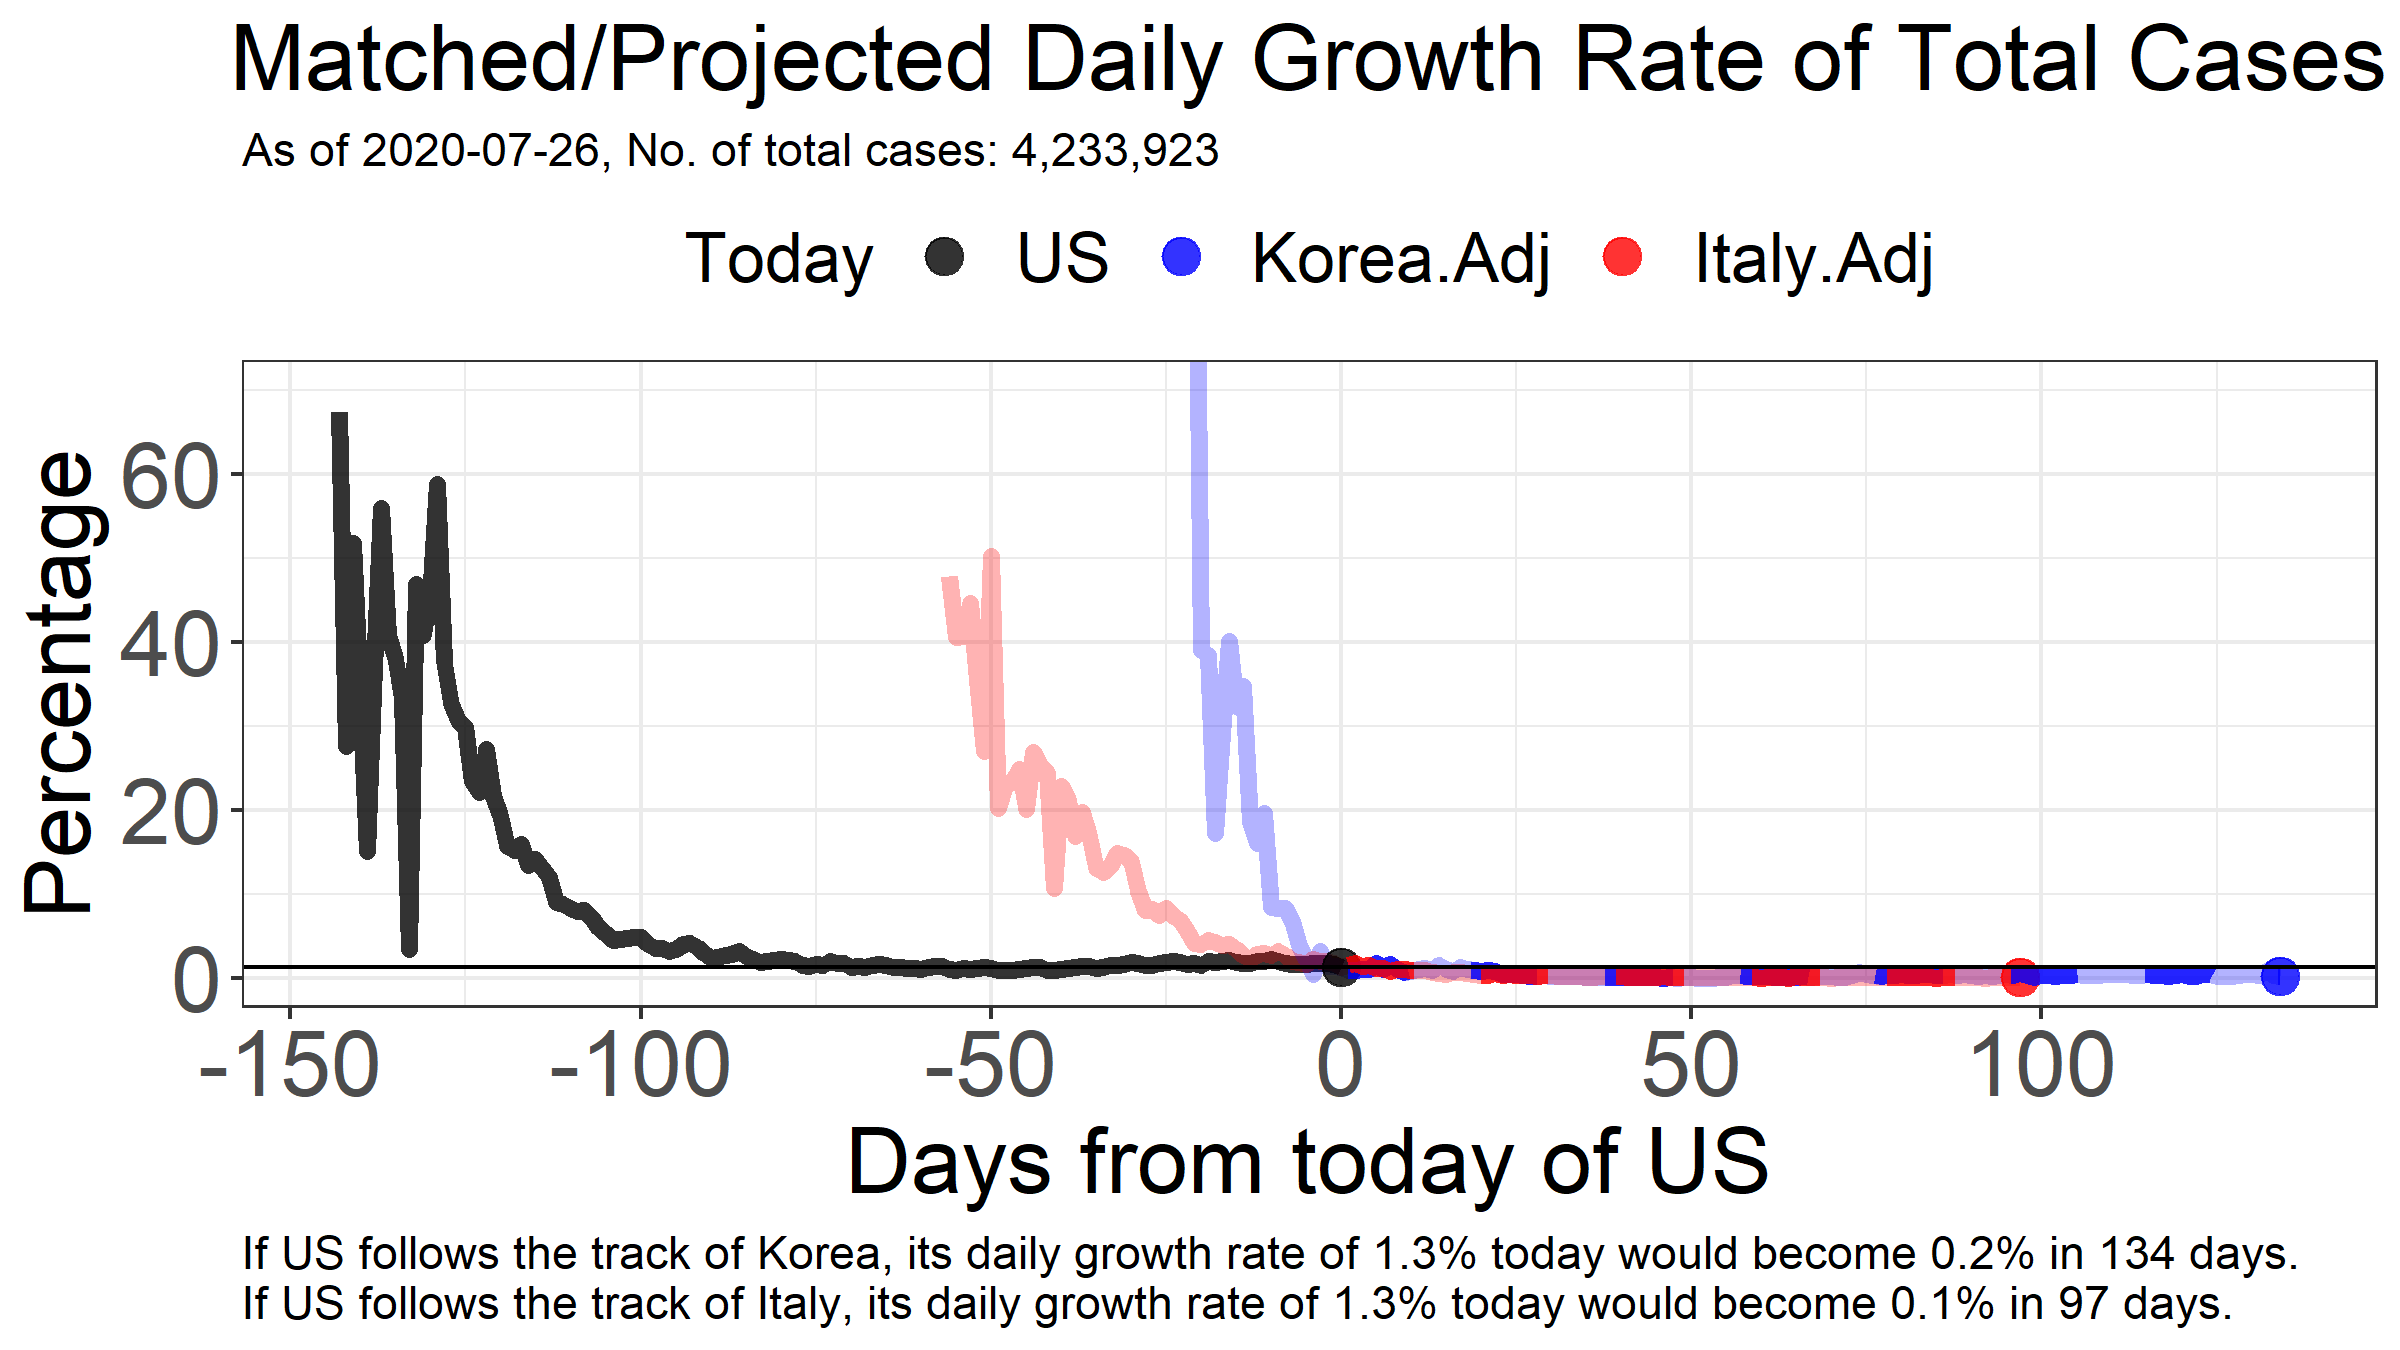 Matched/Projected Daily Growth Rate of Total Cases
As of 2020-07-26, No. of total cases: 4,233,923
Today US Korea.Adj Italy.Adj
Percentage
60
40
20
0
-150 -100 -50 0 50 100
Days from today of US
If US follows the track of Korea, its daily growth rate of 1.3% today would become 0.2% in 134 days.
If US follows the track of Italy, its daily growth rate of 1.3% today would become 0.1% in 97 days.